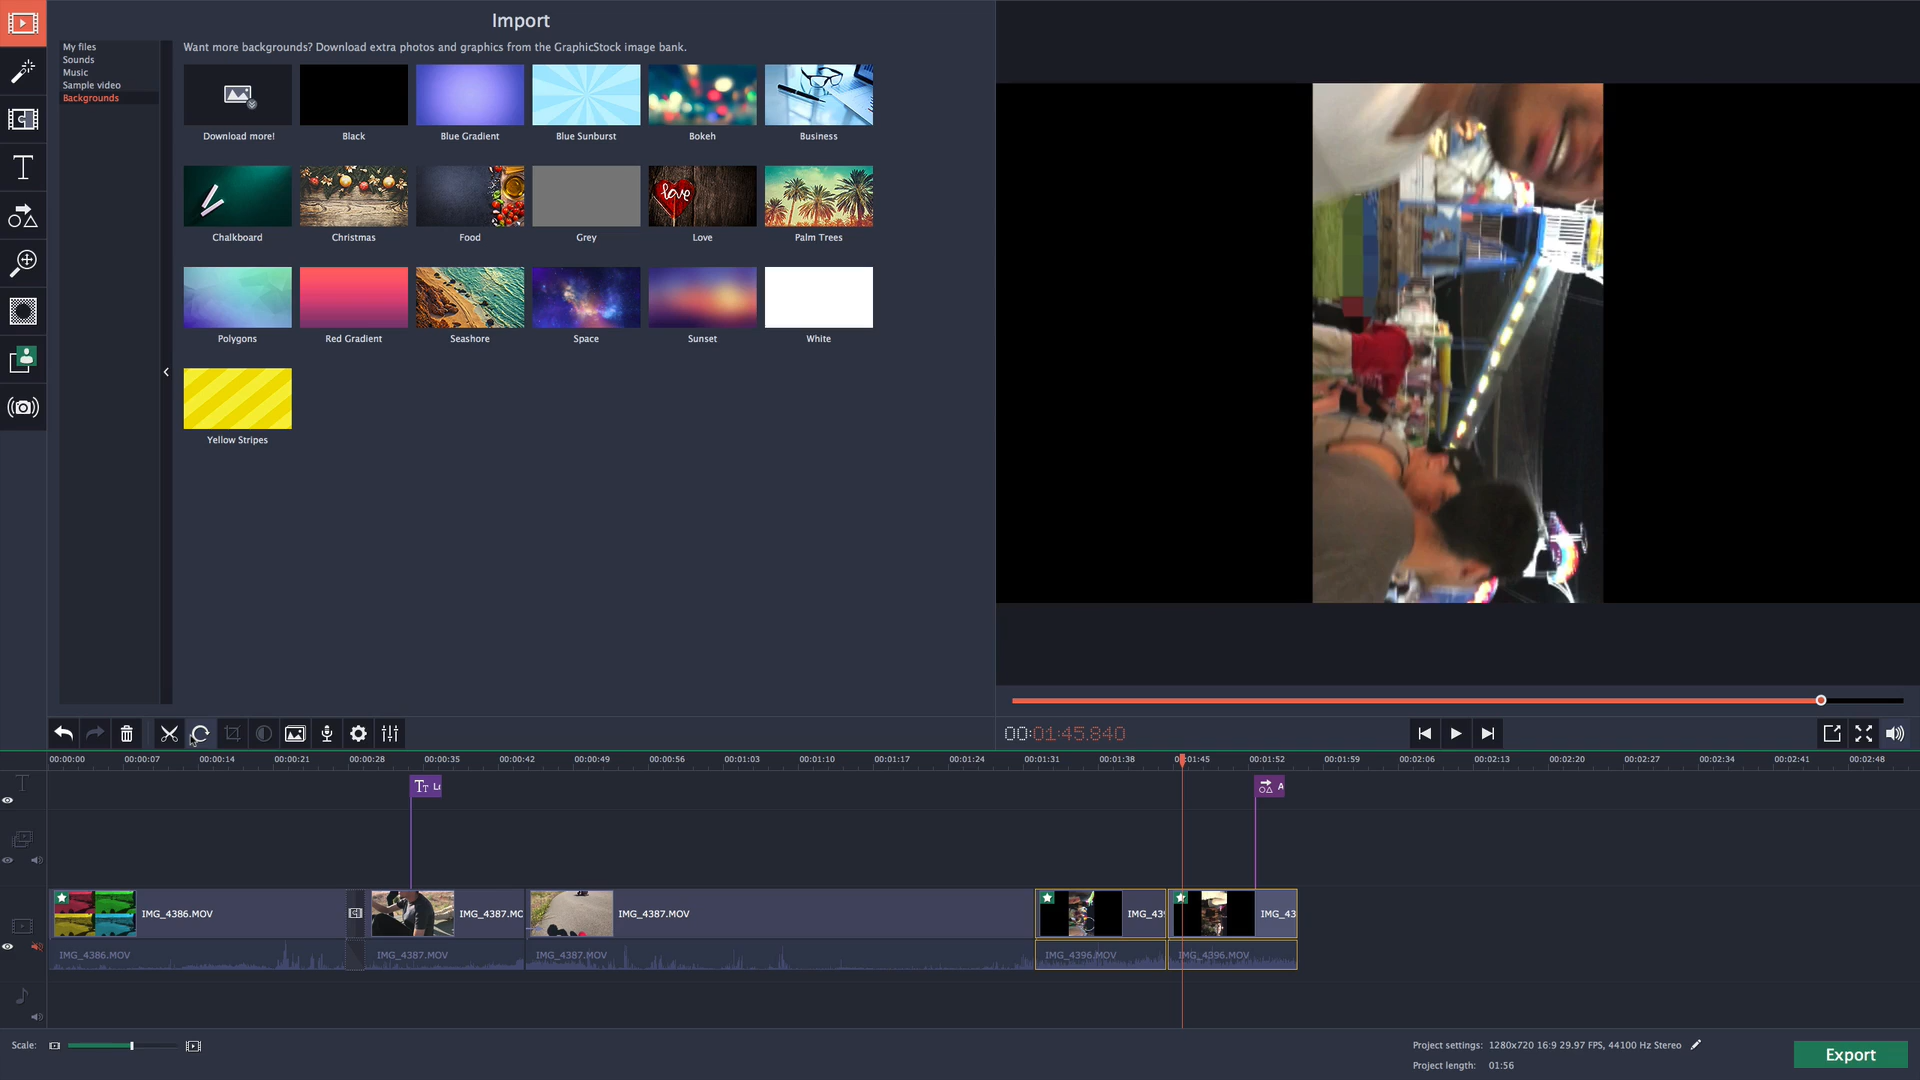 Import
My files
Sounds
Music
Sample video
Backgrounds
Want more backgrounds? Download extra photos and graphics from the GraphicStock image bank.
Download more!
Black
Blue Gradient
Blue Sunburst
Bokeh
Business
Chalkboard
Christmas
Food
Grey
love
Love
Palm Trees
Polygons
Red Gradient
Seashore
Space
Sunset
White
Yellow Stripes
00:01:45.840
00:00:00 00:00:07 00:00:14 00:00:21 00:00:28 00:00:35 00:00:42 00:00:49 00:00:56 00:01:03 00:01:10 00:01:17 00:01:24 00:01:31 00:01:38 00:01:45 00:01:52 00:01:59 00:02:06 00:02:13 00:02:20 00:02:27 00:02:34 00:02:41 00:02:48
A
IMG_4386.MOV
IMG_4387.MO
IMG_4387.MOV
IMG_439
IMG_43
IMG_4386.MOV
IMG_4387.MOV
IMG_4387.MOV
IMG_4396.MOV
IMG_4396.MOV
Scale:
Project settings: 1280x720 16:9 29.97 FPS, 44100 Hz Stereo
Project length: 01:56
Export